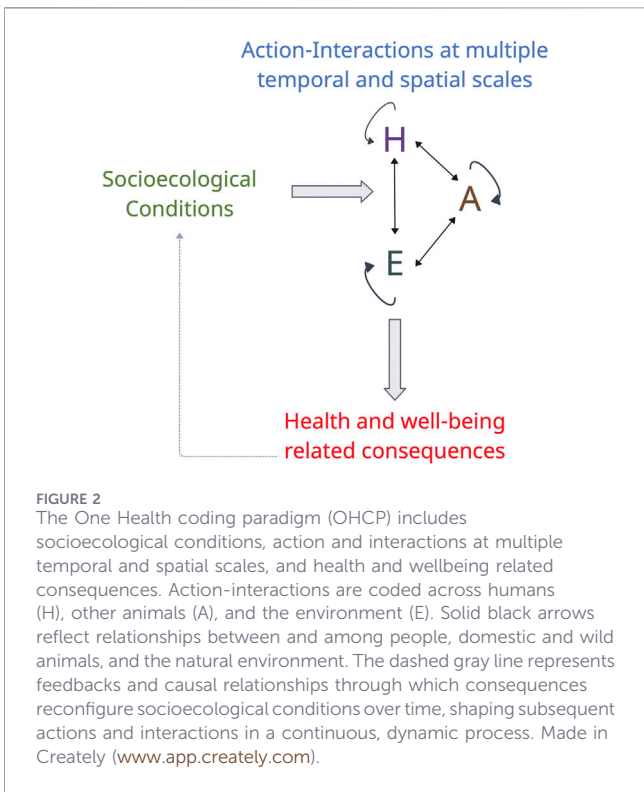 Action-Interactions at multiple
temporal and spatial scales
H
Socioecological
Conditions
A
E
Health and well-being
related consequences
FIGURE 2
The One Health coding paradigm (OHCP) includes
socioecological conditions, action and interactions at multiple
temporal and spatial scales, and health and wellbeing related
consequences. Action-interactions are coded across humans
(H), other animals (A), and the environment (E). Solid black arrows
reflect relationships between and among people, domestic and wild
animals, and the natural environment. The dashed gray line represents
feedbacks and causal relationships through which consequences
reconfigure socioecological conditions over time, shaping subsequent
actions and interactions in a continuous, dynamic process. Made in
Creately (www.app.creately.com).